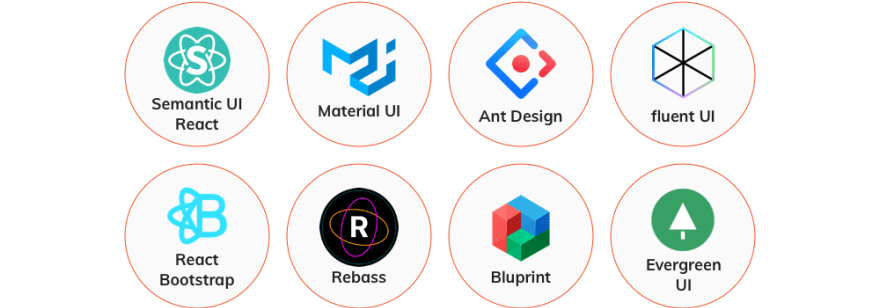 S
Semantic UI
React
Material UI
Ant Design
fluent UI
B
React
Bootstrap
R
Rebass
Bluprint
Evergreen
UI